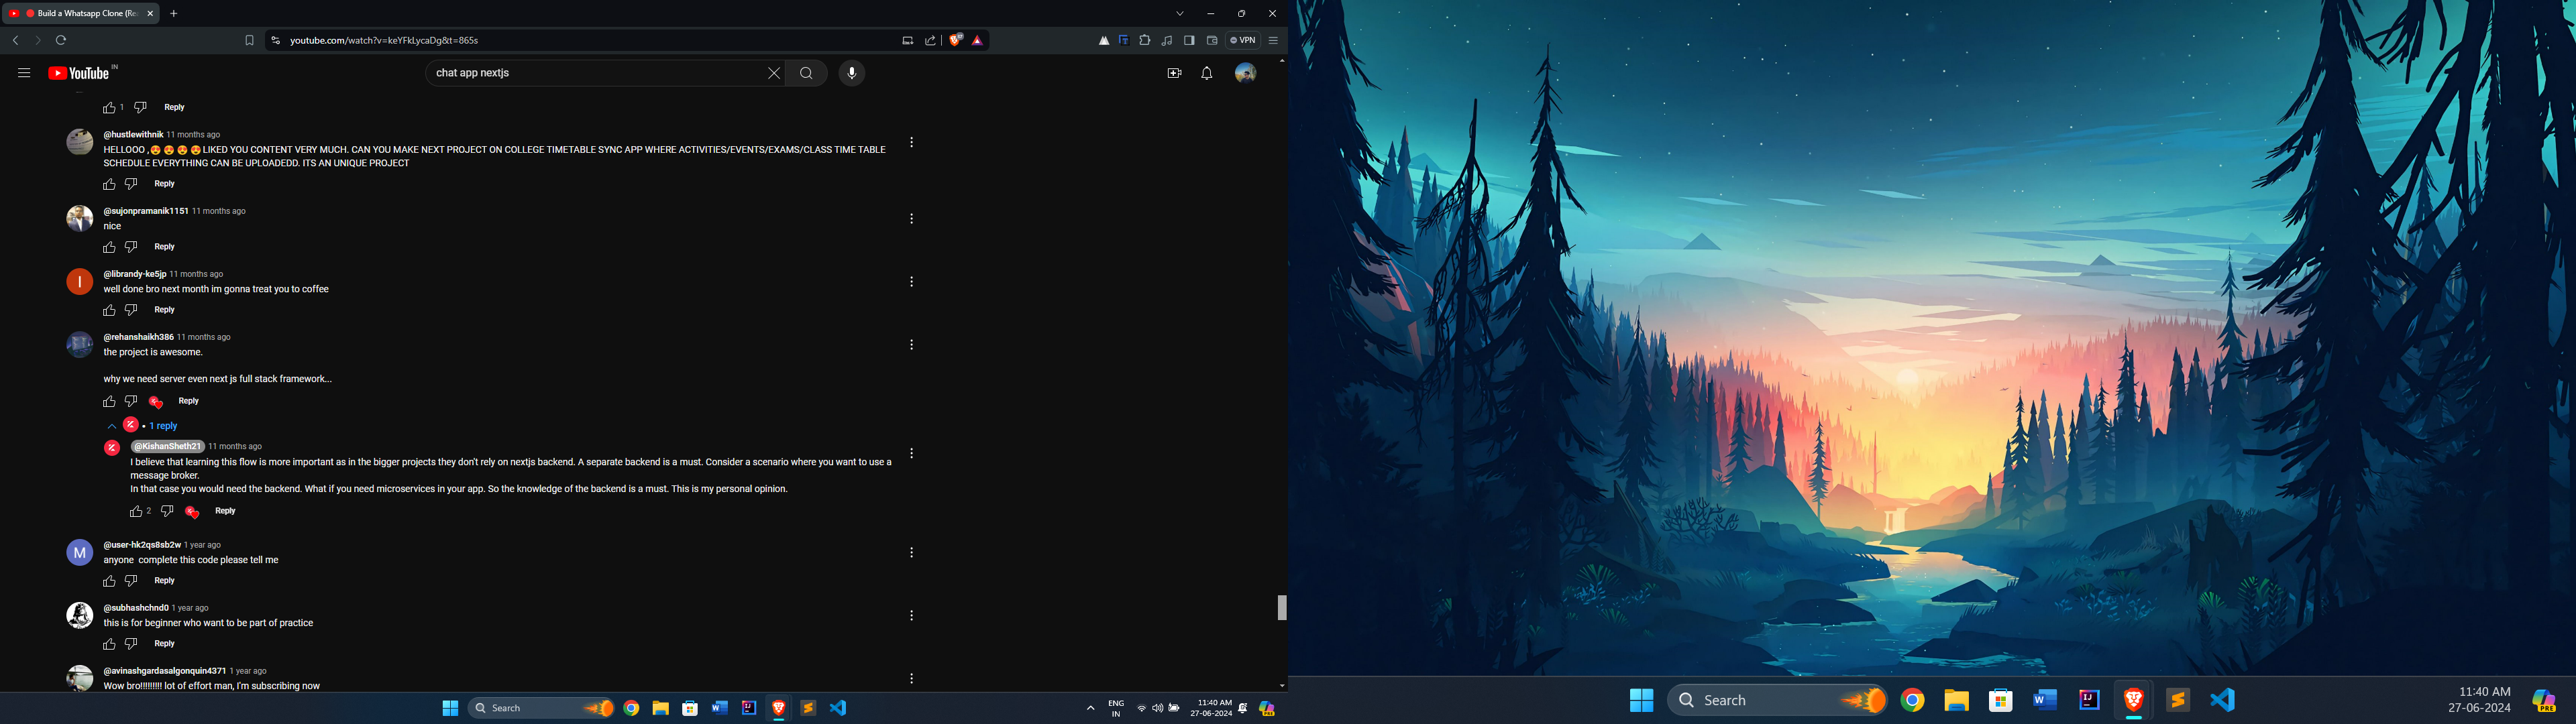 Build a Whatsapp Clone (Re
youtube.com/watch?v=keYFkLycaDg&t=865s
VPN
YouTube IN
chat app nextjs
1 Reply
@hustlewithnik 11 months ago
HELLOOO ,😍 😍 😍 😍 LIKED YOU CONTENT VERY MUCH. CAN YOU MAKE NEXT PROJECT ON COLLEGE TIMETABLE SYNC APP WHERE ACTIVITIES/EVENTS/EXAMS/CLASS TIME TABLE
SCHEDULE EVERYTHING CAN BE UPLOADEDD. ITS AN UNIQUE PROJECT
Reply
@sujonpramanik1151 11 months ago
nice
Reply
@librandy-ke5jp 11 months ago
well done bro next month im gonna treat you to coffee
Reply
@rehanshaikh386 11 months ago
the project is awesome.
why we need server even next js full stack framework...
Reply
• 1 reply
@KishanSheth21 11 months ago
I believe that learning this flow is more important as in the bigger projects they don't rely on nextjs backend. A separate backend is a must. Consider a scenario where you want to use a
message broker.
In that case you would need the backend. What if you need microservices in your app. So the knowledge of the backend is a must. This is my personal opinion.
2 Reply
M
@user-hk2qs8sb2w 1 year ago
anyone complete this code please tell me
Reply
@subhashchnd0 1 year ago
this is for beginner who want to be part of practice
Reply
@avinashgardasalgonquin4371 1 year ago
Wow bro!!!!!!!!! lot of effort man, I'm subscribing now
Search
ENG
IN
11:40 AM
27-06-2024
PRE
Search
11:40 AM
27-06-2024
PRE